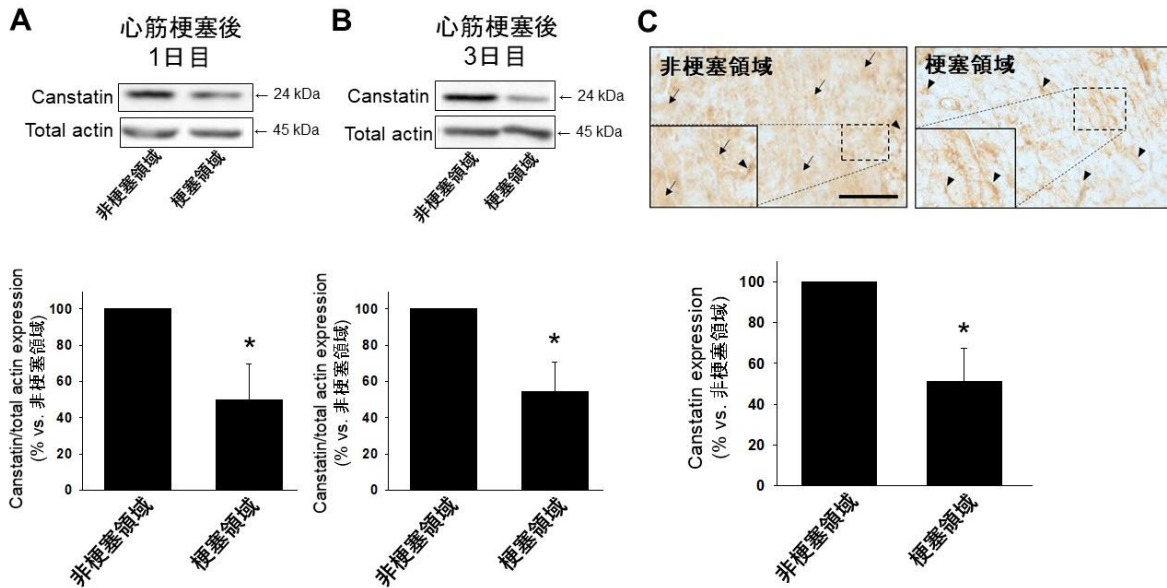 A
心筋梗塞後
1日目
Canstatin
← 24 kDa
Total actin
← 45 kDa
非梗塞領域
梗塞領域
Canstatin/total actin expression
(% vs. 非梗塞領域)
100
80
60
40
20
0
*
非梗塞領域
梗塞領域
B
心筋梗塞後
3日目
Canstatin
← 24 kDa
Total actin
← 45 kDa
非梗塞領域
梗塞領域
Canstatin/total actin expression
(% vs. 非梗塞領域)
100
80
60
40
20
0
*
非梗塞領域
梗塞領域
C
非梗塞領域
梗塞領域
Canstatin expression
(% vs. 非梗塞領域)
100
80
60
40
20
0
*
非梗塞領域
梗塞領域